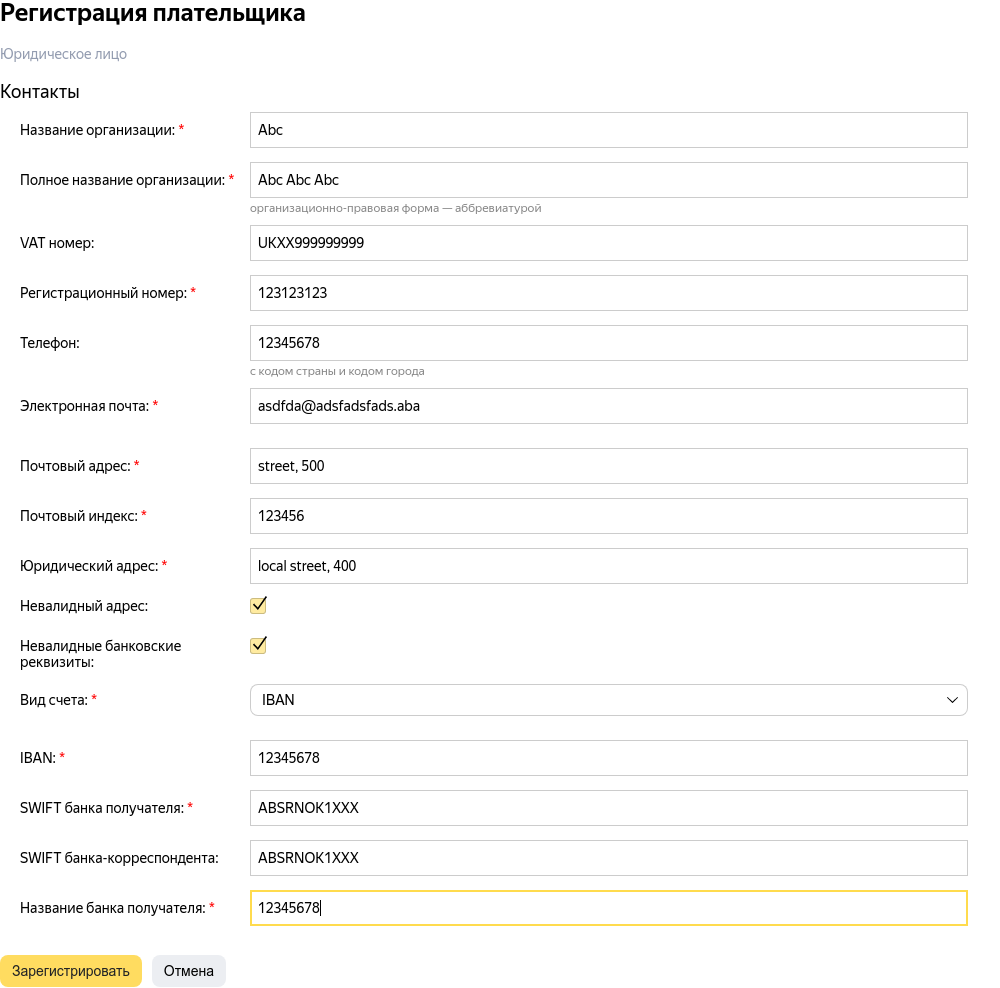 Регистрация плательщика
Юридическое лицо
Контакты
Название организации: * Abc
Полное название организации: * Abc Abc Abc
организационно-правовая форма — аббревиатурой
VAT номер: UKXX999999999
Регистрационный номер: * 123123123
Телефон: 12345678
с кодом страны и кодом города
Электронная почта: * asdfda@adsfadsfads.aba
Почтовый адрес: * street, 500
Почтовый индекс: * 123456
Юридический адрес: * local street, 400
Невалидный адрес:
Невалидные банковские
реквизиты:
Вид счета: * IBAN
IBAN: * 12345678
SWIFT банка получателя: * ABSRNOK1XXX
SWIFT банка-корреспондента: ABSRNOK1XXX
Название банка получателя: * 12345678
Зарегистрировать Отмена